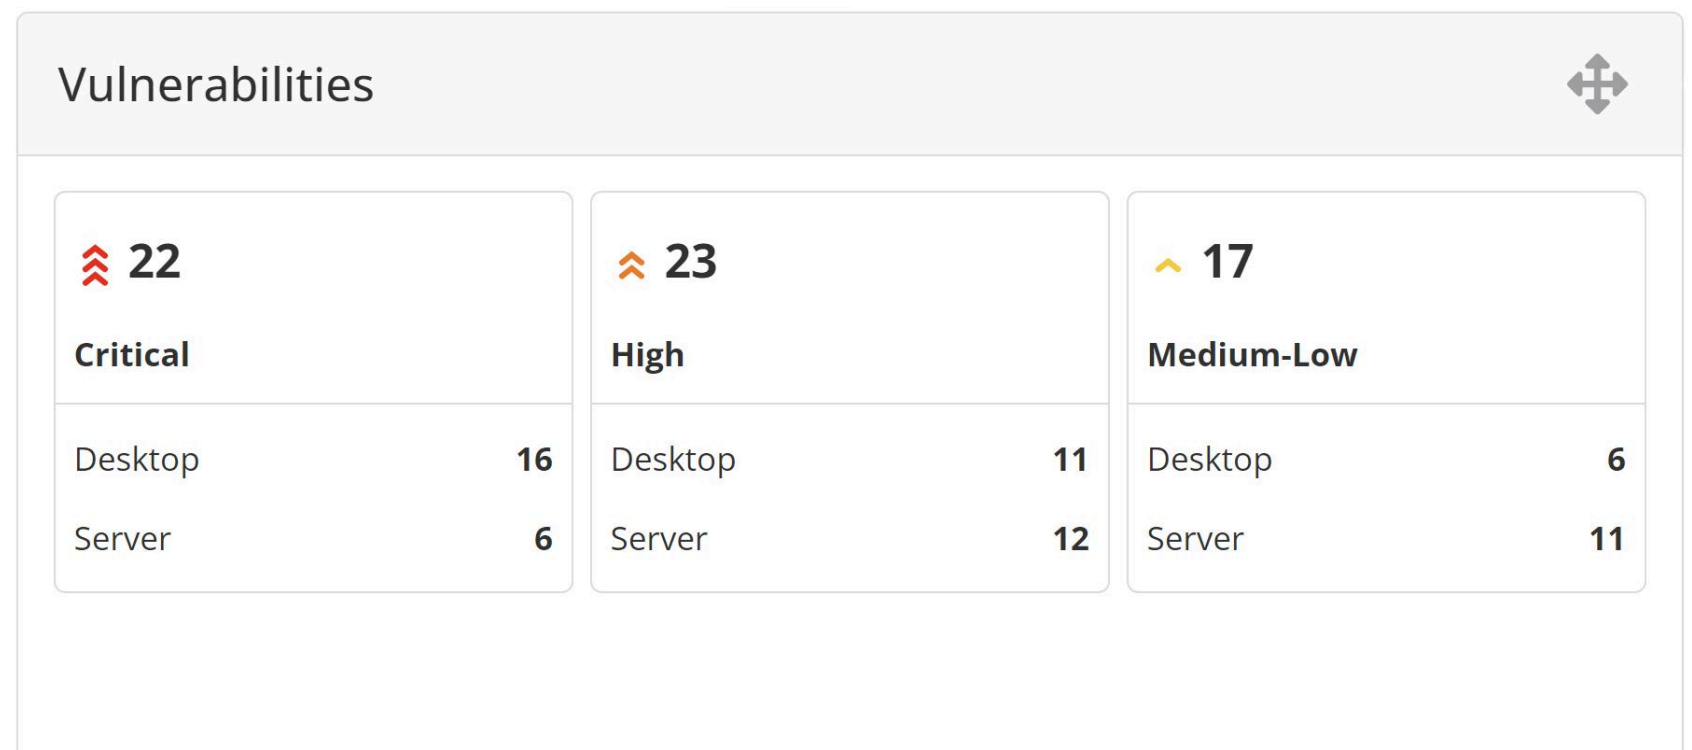 Vulnerabilities
22
Critical
Desktop 16
Server 6
23
High
Desktop 11
Server 12
17
Medium-Low
Desktop 6
Server 11